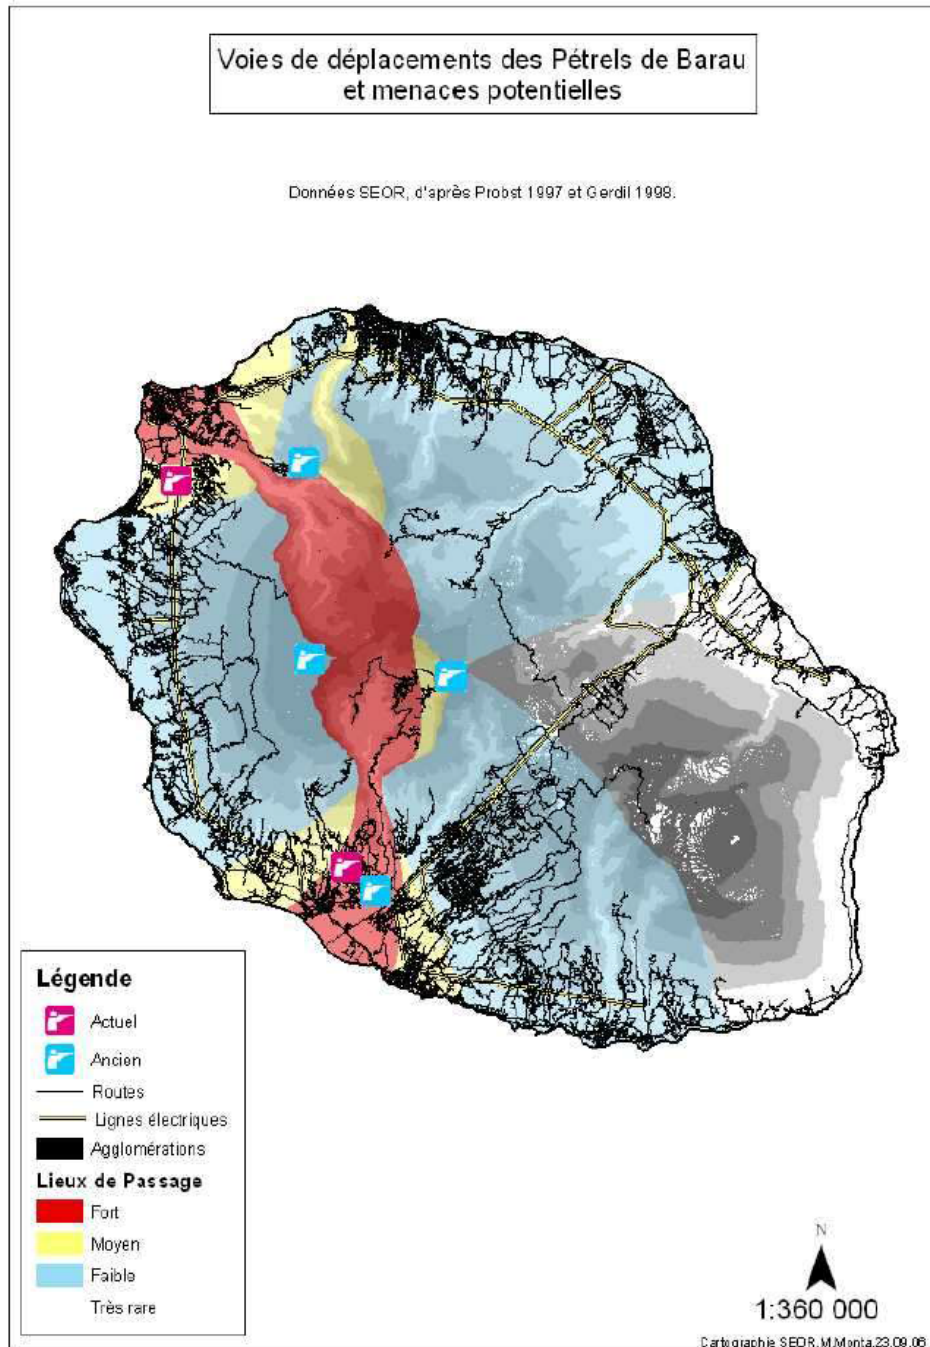 Voies de déplacements des Pétrels de Barau
et menaces potentielles
Données SEOR, d'après Probst 1997 et Gerdil 1998.
Légende
Actuel
Ancien
Routes
Lignes électriques
Agglomérations
Lieux de Passage
Fort
Moyen
Faible
Très rare
N
1:360 000
Cartographie SEOR,M.Monta,23.09.06